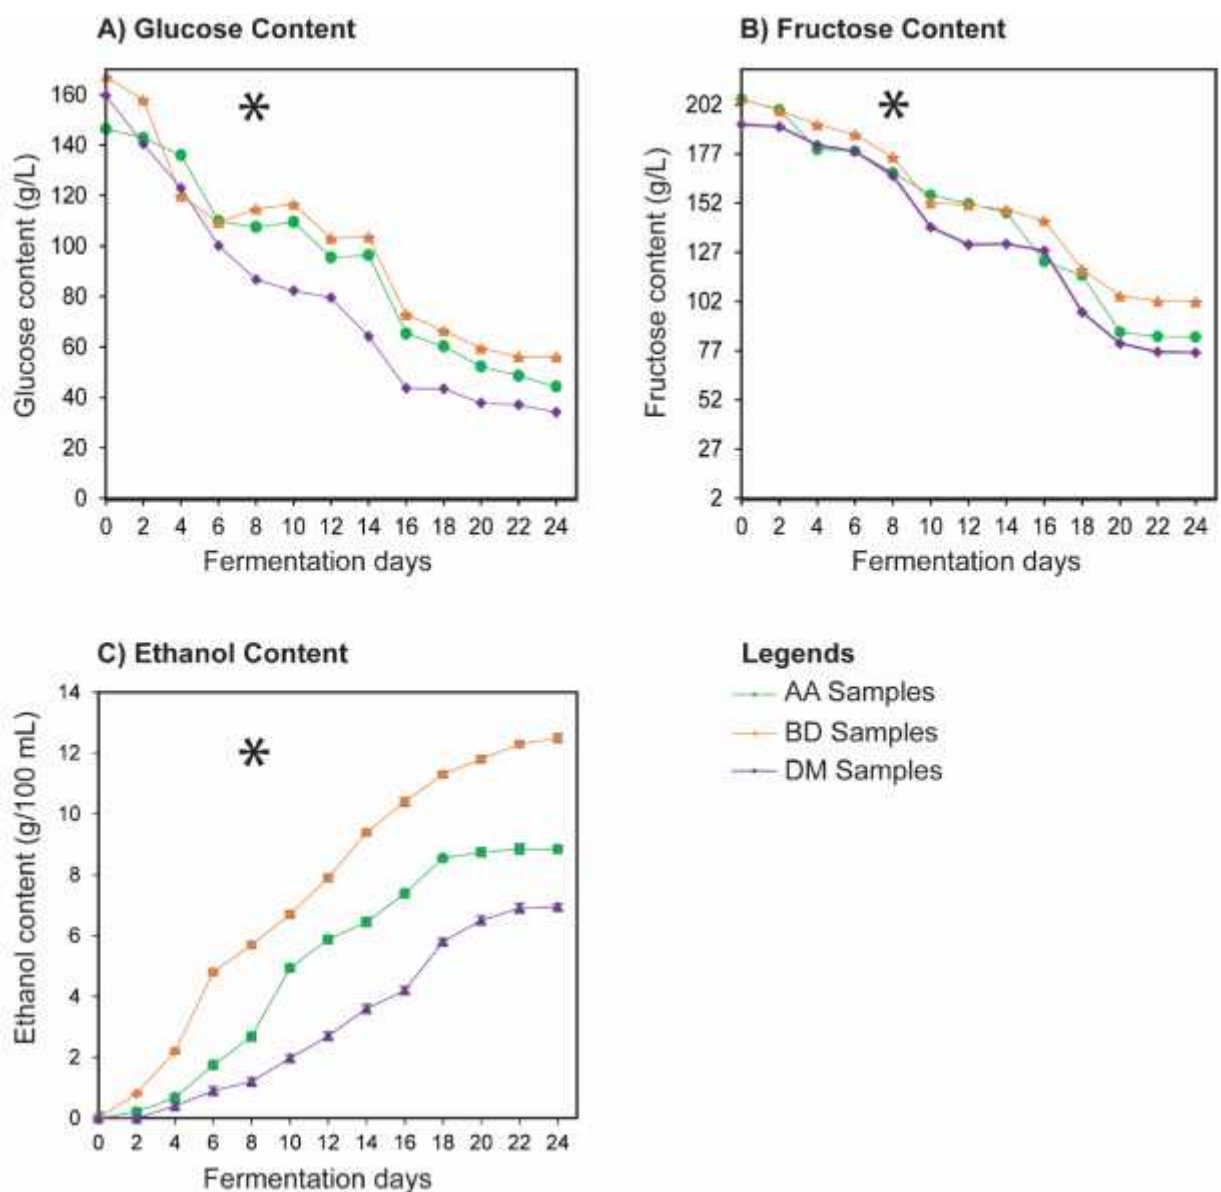 A) Glucose Content
160
140
120
100
80
60
40
20
0
Glucose content (g/L)
*
0 2 4 6 8 10 12 14 16 18 20 22 24
Fermentation days
B) Fructose Content
202
177
152
127
102
77
52
27
2
Fructose content (g/L)
*
0 2 4 6 8 10 12 14 16 18 20 22 24
Fermentation days
C) Ethanol Content
14
12
10
8
6
4
2
0
Ethanol content (g/100 mL)
*
0 2 4 6 8 10 12 14 16 18 20 22 24
Fermentation days
Legends
AA Samples
BD Samples
DM Samples